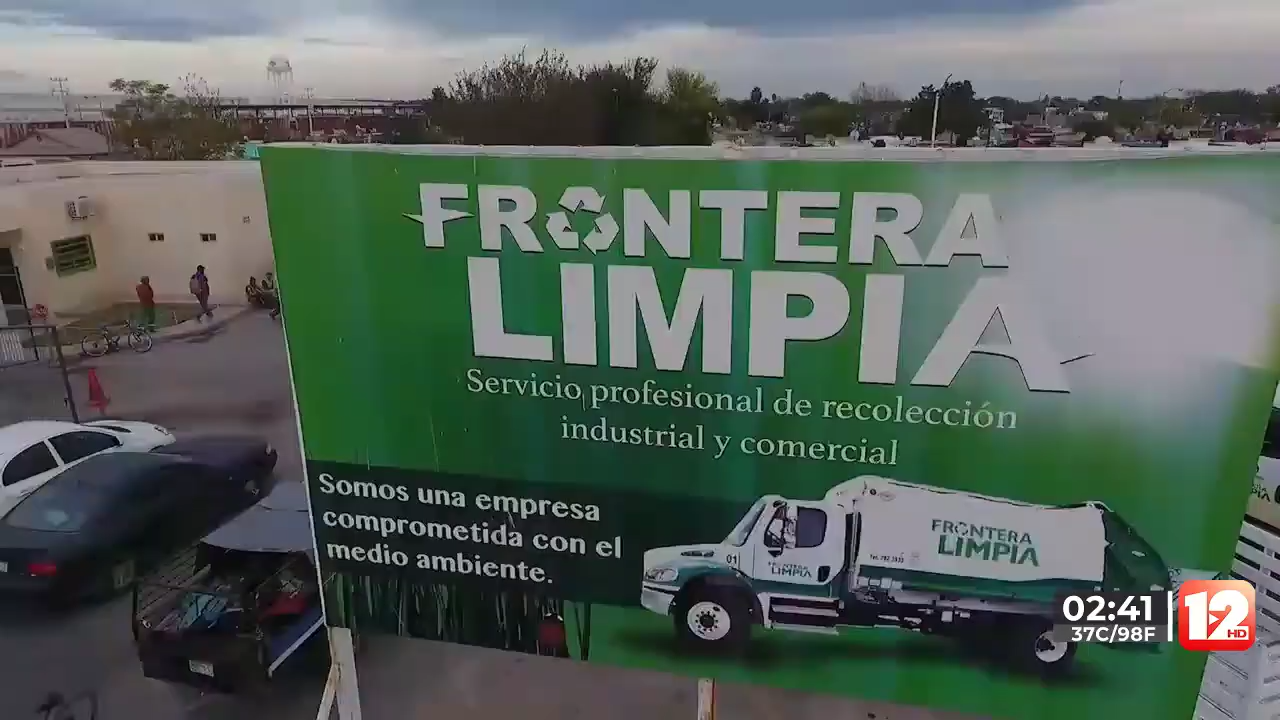 FRONTERA
LIMPIA
Servicio profesional de recolección
industrial y comercial
Somos una empresa
comprometida con el
medio ambiente.
FRONTERA
LIMPIA
01
FRONTERA
LIMPIA
02:41
37C/98F
12
HD